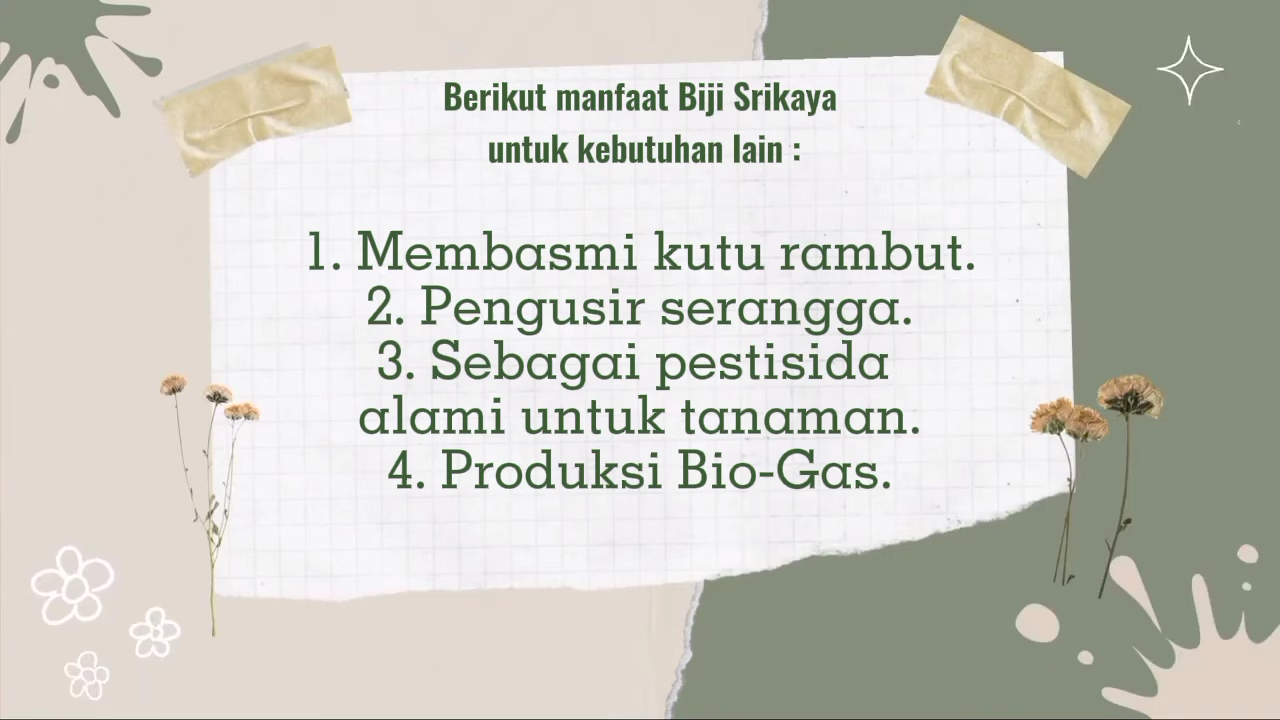 Berikut manfaat Biji Srikaya
untuk kebutuhan lain :
1. Membasmi kutu rambut.
2. Pengusir serangga.
3. Sebagai pestisida
alami untuk tanaman.
4. Produksi Bio-Gas.